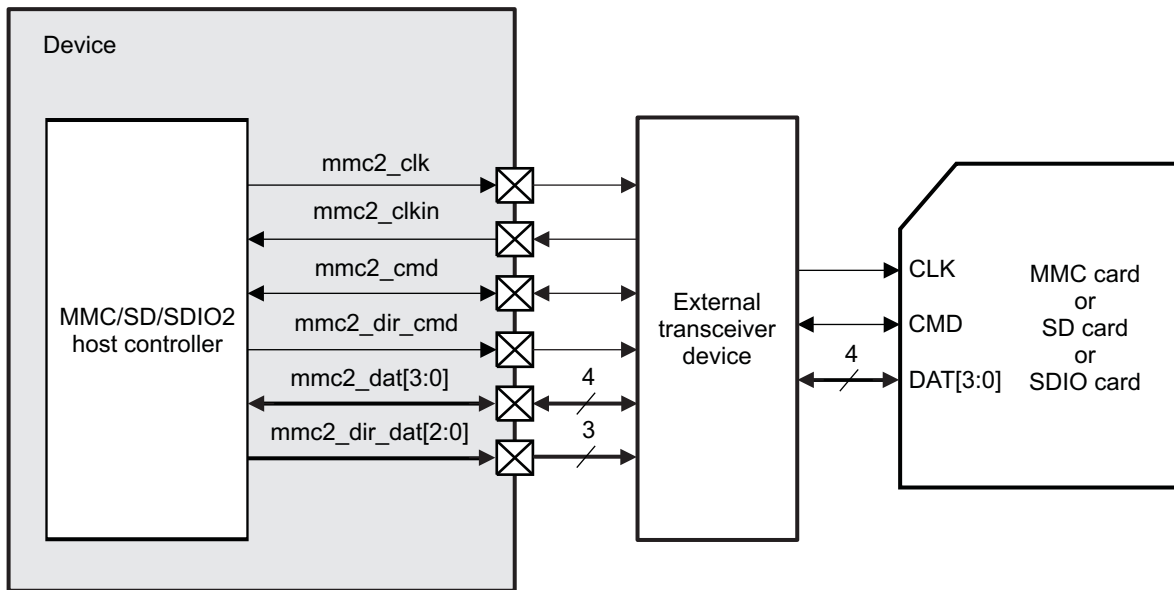 Device
MMC/SD/SDIO2
host controller
mmc2_clk
mmc2_clkin
mmc2_cmd
mmc2_dir_cmd
mmc2_dat[3:0]
mmc2_dir_dat[2:0]
4
3
External
transceiver
device
4
CLK
CMD
DAT[3:0]
MMC card
or
SD card
or
SDIO card